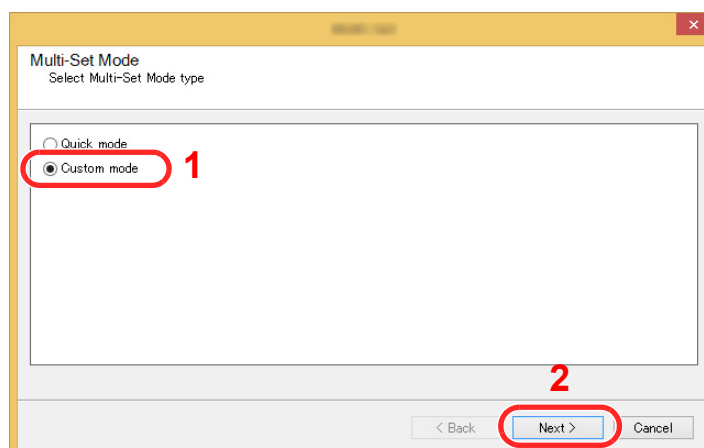 Multi-Set Mode
Select Multi-Set Mode type
Quick mode
Custom mode
1
2
< Back
Next >
Cancel